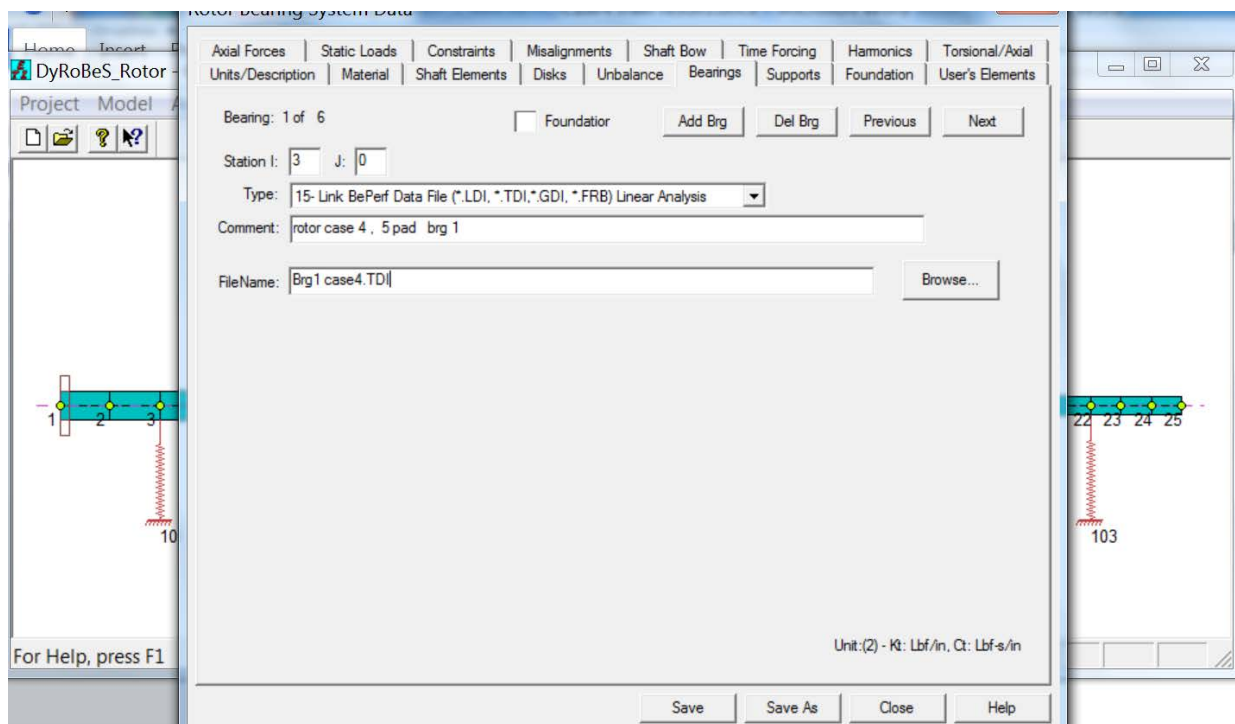 Rotor Bearing System Data
Home Insert
DyRoBeS_Rotor -
Project Model A
Axial Forces Static Loads Constraints Misalignments Shaft Bow Time Forcing Harmonics Torsional/Axial
Units/Description Material Shaft Elements Disks Unbalance Bearings Supports Foundation User's Elements
Bearing: 1 of 6 Foundatior Add Brg Del Brg Previous Next
Station I: 3 J: 0
Type: 15- Link BePerf Data File (*.LDI, *.TDI,*.GDI, *.FRB) Linear Analysis
Comment: rotor case 4 , 5 pad brg 1
FileName: Brg1 case4.TDI Browse...
1 2 3
10
22 23 24 25
103
Unit:(2) - Kt: Lbf/in, Ct: Lbf-s/in
For Help, press F1
Save Save As Close Help